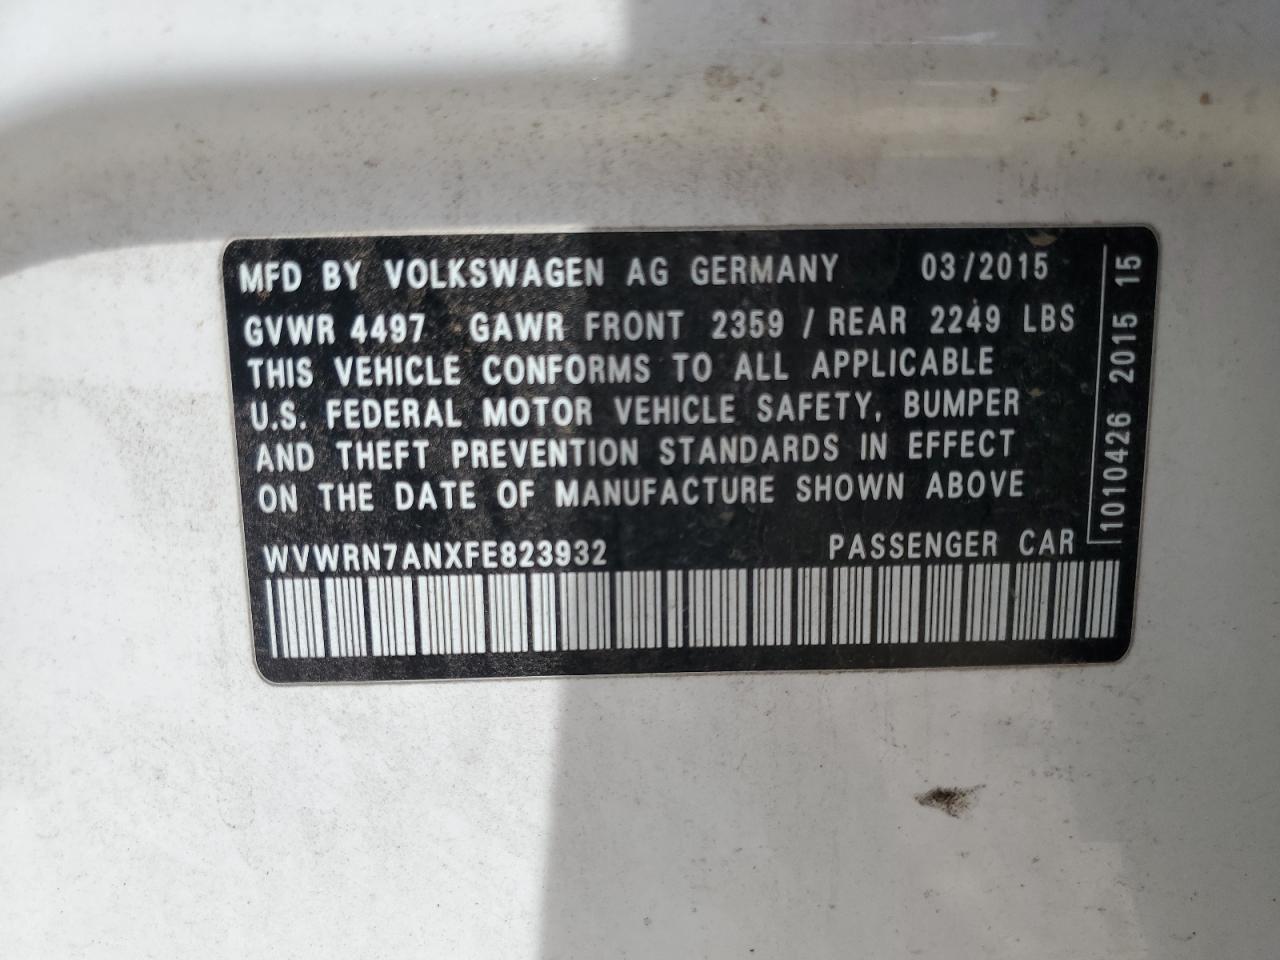 MFD BY VOLKSWAGEN AG GERMANY 03/2015
GVWR 4497 GAWR FRONT 2359 / REAR 2249 LBS
THIS VEHICLE CONFORMS TO ALL APPLICABLE
U.S. FEDERAL MOTOR VEHICLE SAFETY, BUMPER
AND THEFT PREVENTION STANDARDS IN EFFECT
ON THE DATE OF MANUFACTURE SHOWN ABOVE
WVWRN7ANXFE823932 PASSENGER CAR
1010426 2015 15